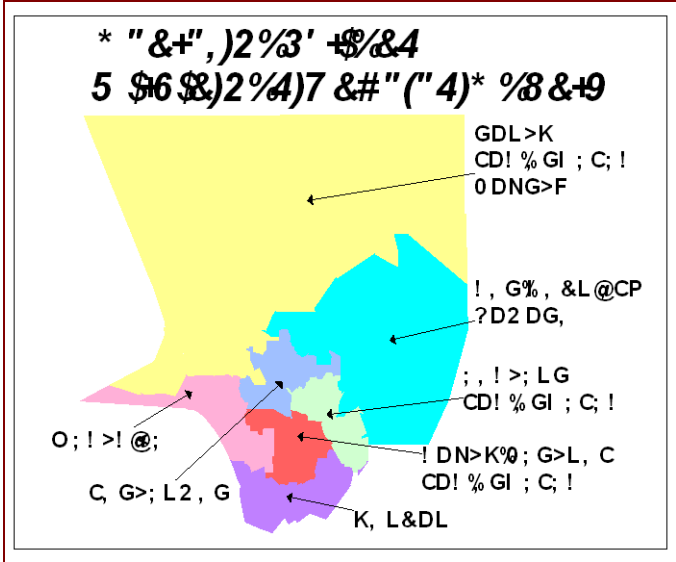 * "&+",)2%3' +$%&4
5 $+6$&)2%4)7 &#"("4)* %8&+9
GDL>K
CD! % GI ; C; !
0 DNG>F
! , G% , &L@CP
?D2 DG,
; , ! >; LG
CD! % GI ; C; !
O; ! >! @;
! DN>K%Q ; G>L , C
CD! % GI ; C; !
C, G>; L2 , G
K, L&DL